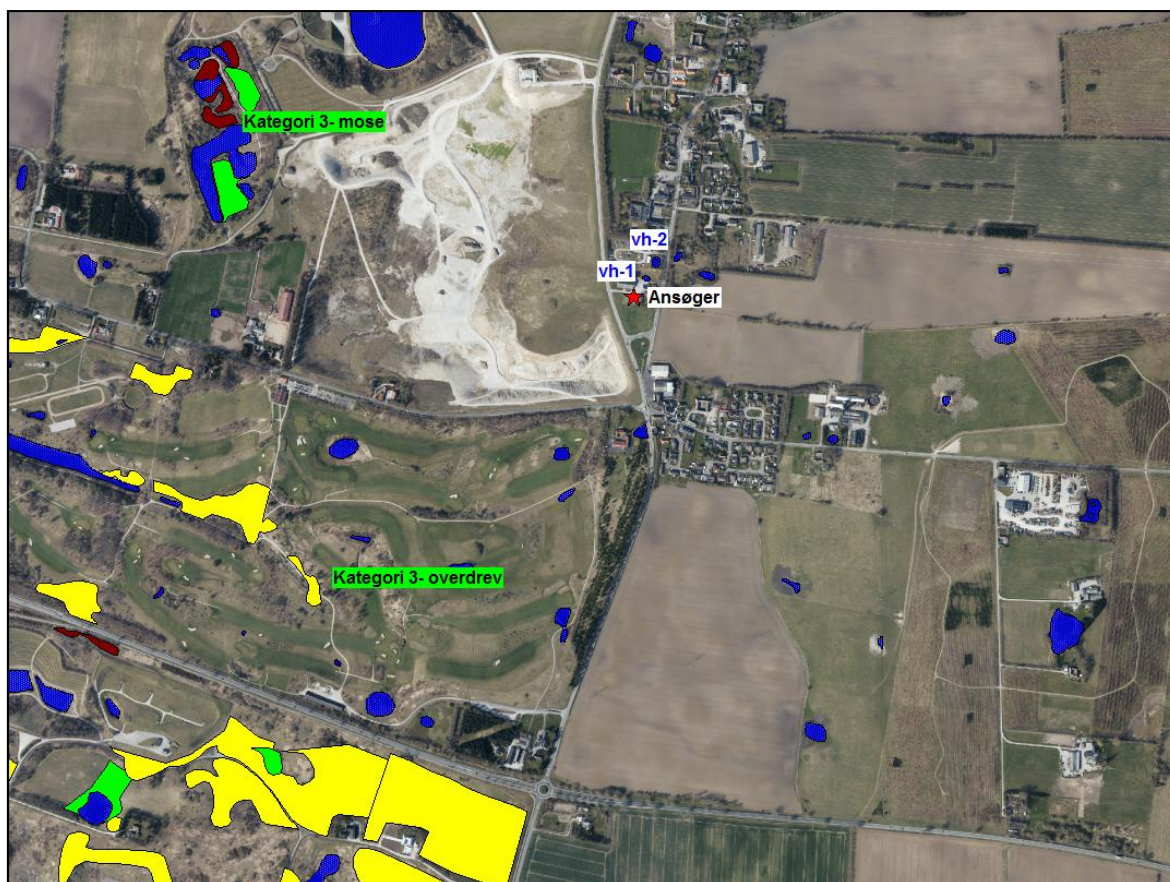 Kategori 3- mose
vh-2
vh-1
Ansøger
Kategori 3- overdrev